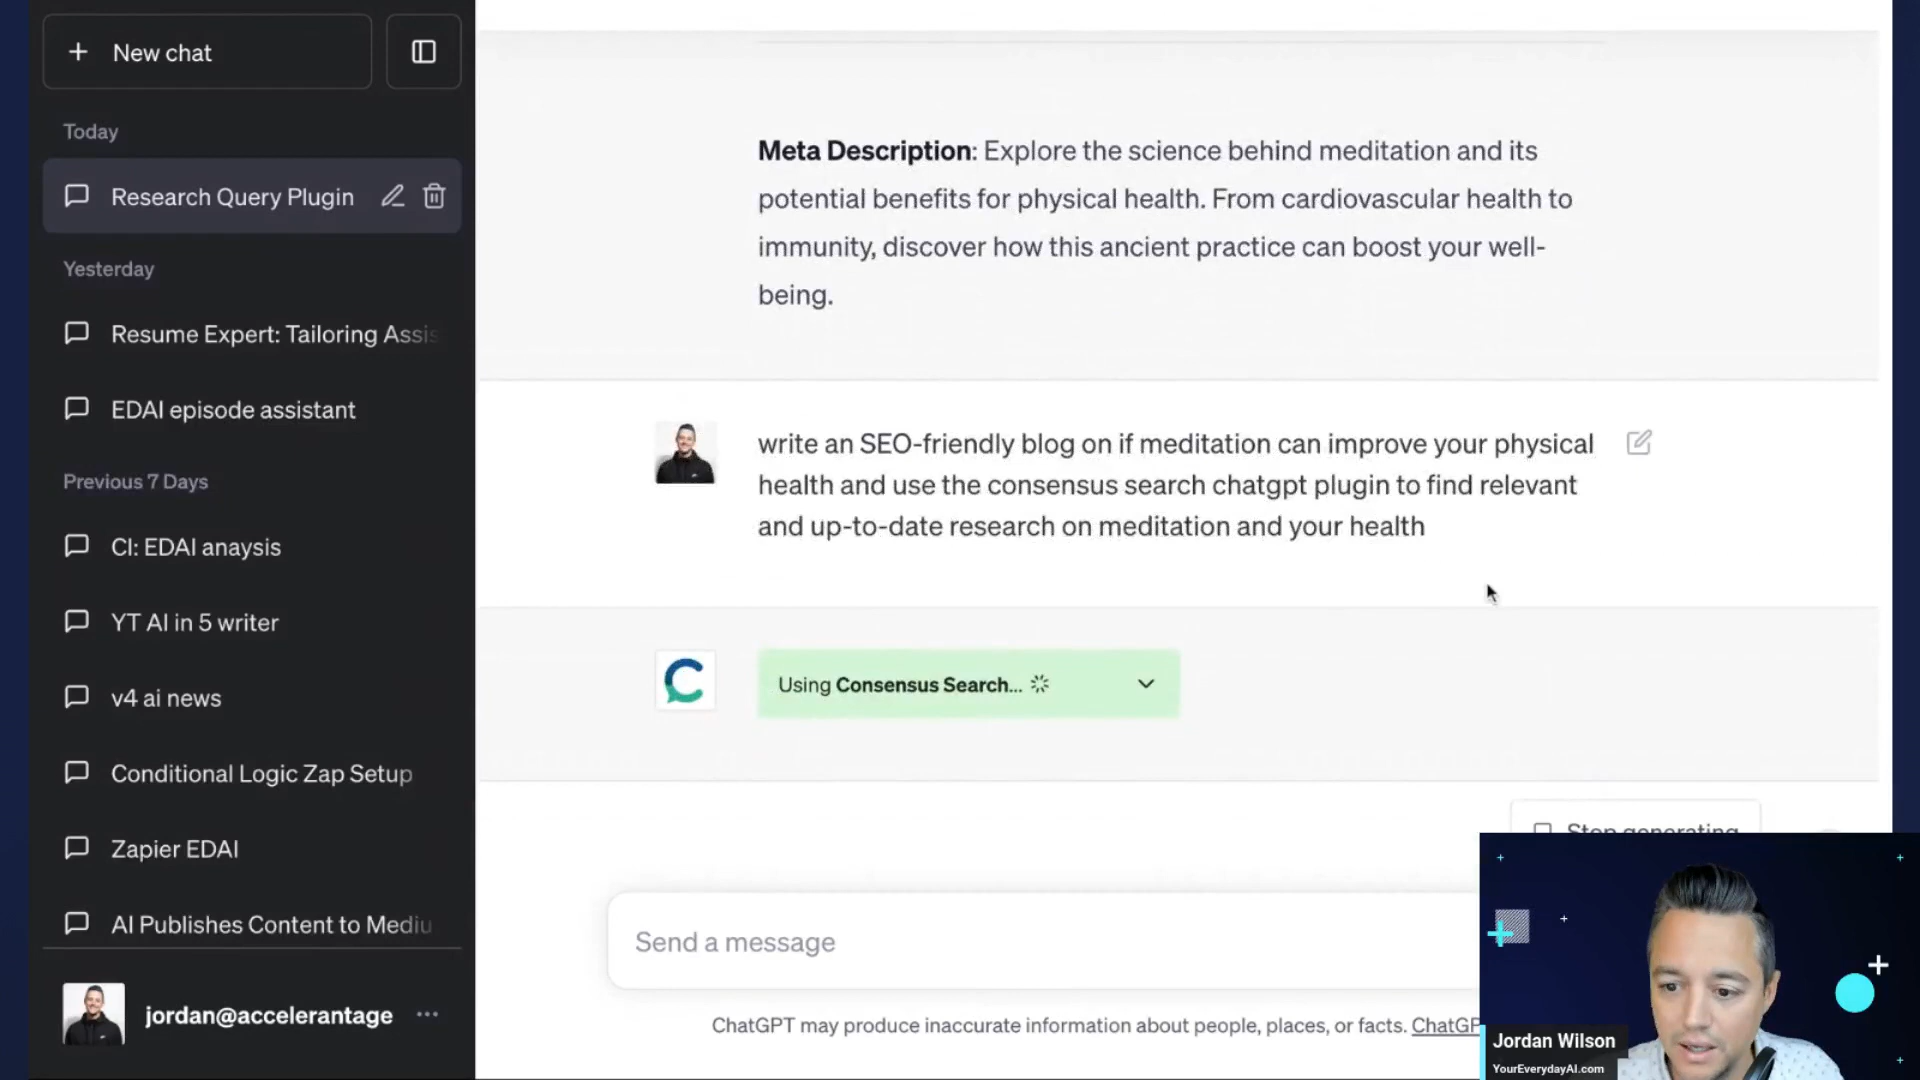 New chat
Today
Research Query Plugin
Yesterday
Resume Expert: Tailoring Assis
EDAI episode assistant
Previous 7 Days
CI: EDAI anaysis
YT AI in 5 writer
v4 ai news
Conditional Logic Zap Setup
Zapier EDAI
AI Publishes Content to Mediu
jordan@accelerantage
Meta Description: Explore the science behind meditation and its
potential benefits for physical health. From cardiovascular health to
immunity, discover how this ancient practice can boost your well-
being.
write an SEO-friendly blog on if meditation can improve your physical
health and use the consensus search chatgpt plugin to find relevant
and up-to-date research on meditation and your health
Using Consensus Search...
Stop generating
Send a message
ChatGPT may produce inaccurate information about people, places, or facts. ChatGP
Jordan Wilson
YourEverydayAI.com